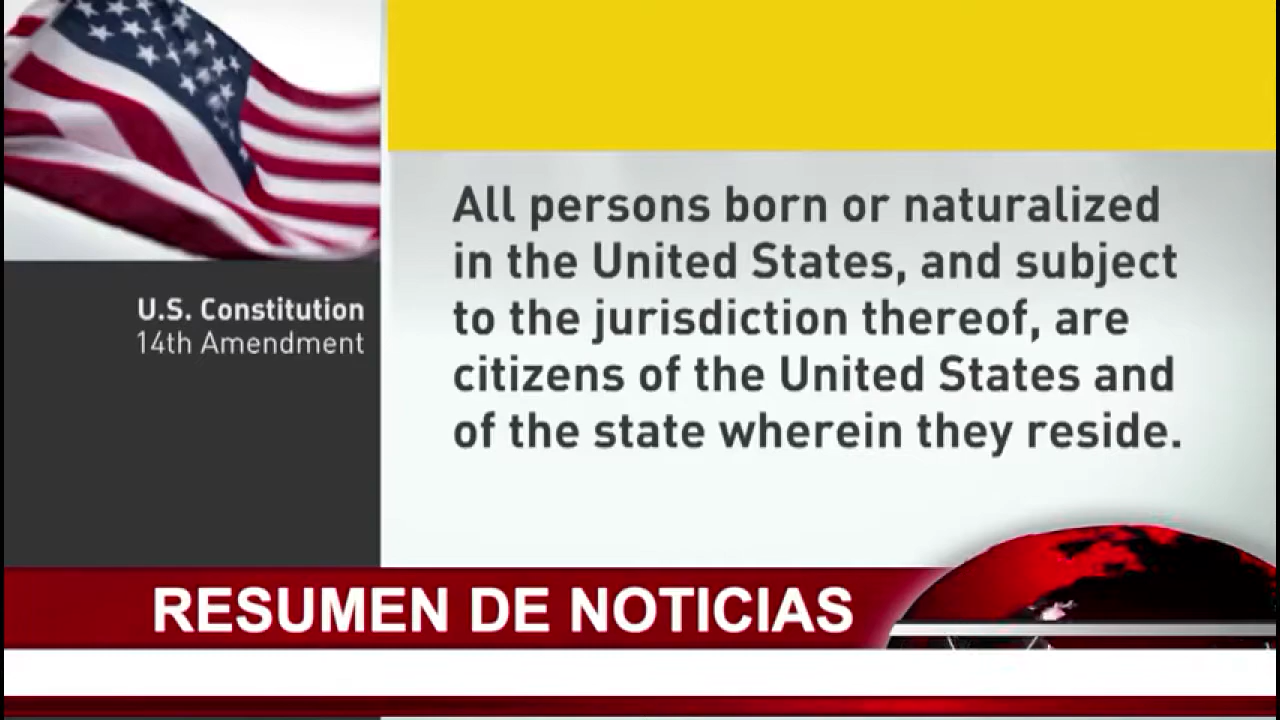 U.S. Constitution
14th Amendment
All persons born or naturalized
in the United States, and subject
to the jurisdiction thereof, are
citizens of the United States and
of the state wherein they reside.
RESUMEN DE NOTICIAS